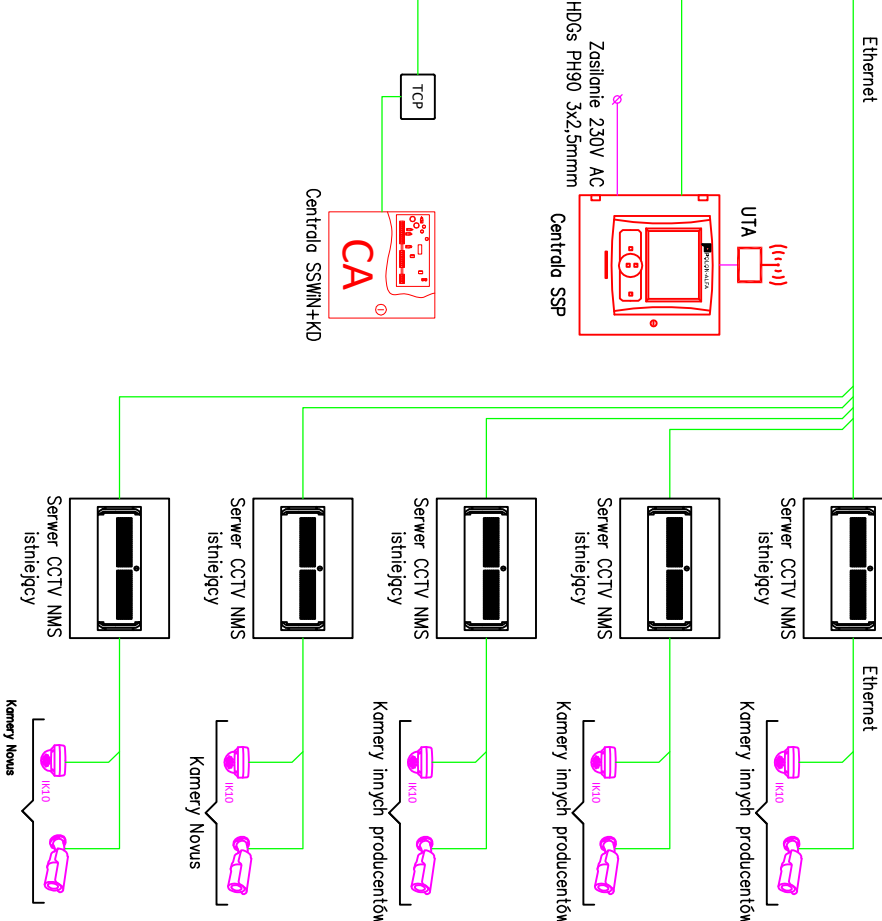 Ethernet
HDGs PH90 3x2,5mmm
Zasilanie 230V AC
TCP
UTA
POLON-ALFA
Centrala SSP
Centrala SSWiN+KD
CA
Serwer CCTV NMS
istniejący
Serwer CCTV NMS
istniejący
Serwer CCTV NMS
istniejący
Serwer CCTV NMS
istniejący
Serwer CCTV NMS
istniejący
Ethernet
Kamery Novus
IK10
Kamery Novus
IK10
Kamery innych producentów
IK10
Kamery innych producentów
IK10
Kamery innych producentów
IK10